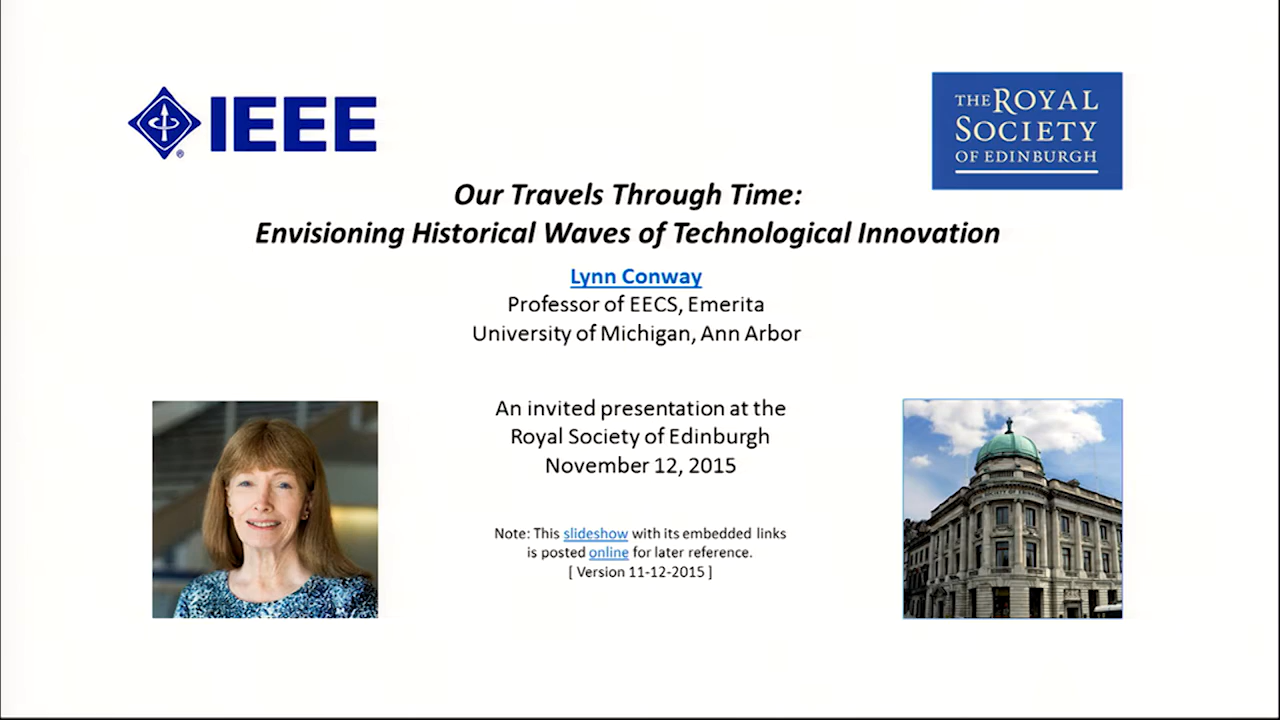 IEEE
®
THE ROYAL
SOCIETY
OF EDINBURGH
Our Travels Through Time:
Envisioning Historical Waves of Technological Innovation
Lynn Conway
Professor of EECS, Emerita
University of Michigan, Ann Arbor
An invited presentation at the
Royal Society of Edinburgh
November 12, 2015
Note: This slideshow with its embedded links
is posted online for later reference.
[ Version 11-12-2015 ]